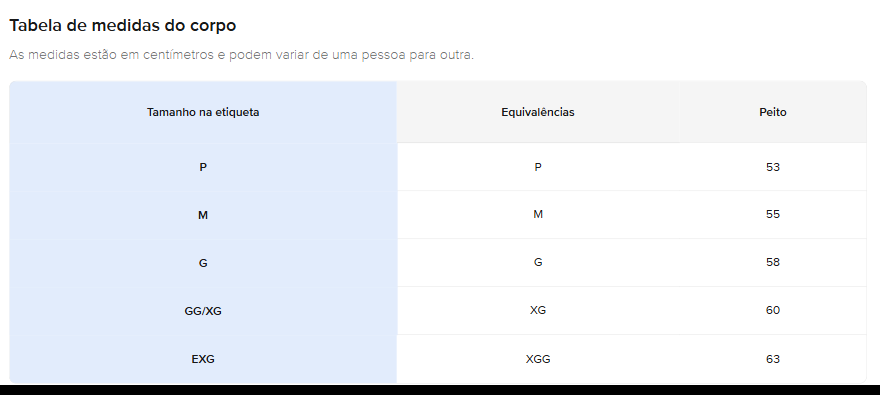 Tabela de medidas do corpo
As medidas estão em centímetros e podem variar de uma pessoa para outra.
Tamanho na etiqueta Equivalências Peito
P P 53
M M 55
G G 58
GG/XG XG 60
EXG XGG 63